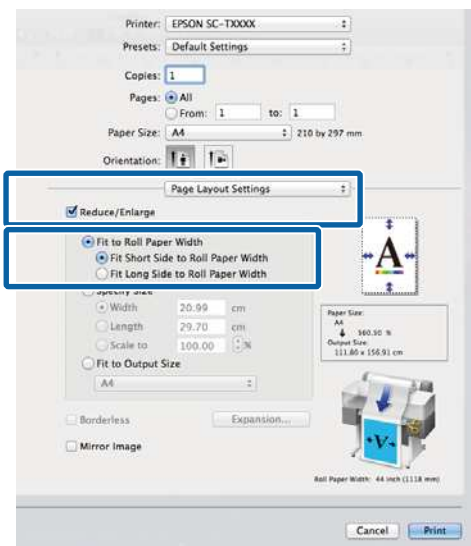 Printer: EPSON SC-TXXXX
Presets: Default Settings
Copies: 1
Pages: All
From: 1 to: 1
Paper Size: A4 210 by 297 mm
Orientation:
Page Layout Settings
Reduce/Enlarge
Fit to Roll Paper Width
Fit Short Side to Roll Paper Width
Fit Long Side to Roll Paper Width
Specify Size
Width 20.99 cm
Length 29.70 cm
Scale to 100.00 %
Fit to Output Size
A4
Borderless Expansion...
Mirror Image
A
Paper Size:
A4
560.50 %
Output Size:
111.80 x 156.91 cm
A
Roll Paper Width: 44 inch (1118 mm)
Cancel Print